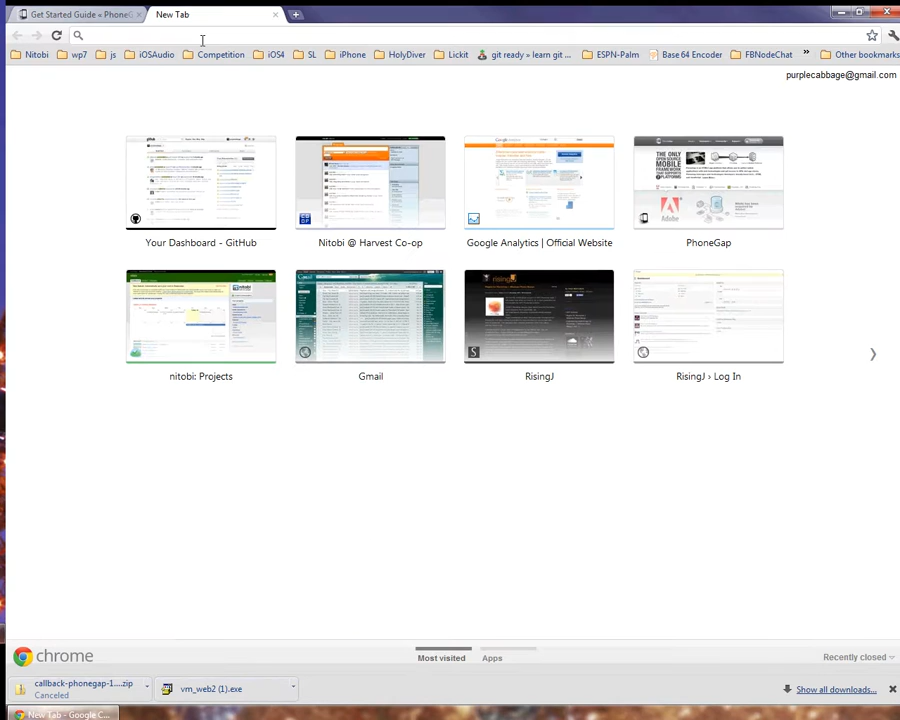 Get Started Guide « PhoneG
New Tab
Nitobi
wp7
js
iOSAudio
Competition
iOS4
SL
iPhone
HolyDiver
Lickit
git ready » learn git ...
ESPN-Palm
Base 64 Encoder
FBNodeChat
»
Other bookmarks
purplecabbage@gmail.com
Your Dashboard - GitHub
Nitobi @ Harvest Co-op
Google Analytics | Official Website
PhoneGap
nitobi: Projects
Gmail
RisingJ
RisingJ › Log In
chrome
Most visited
Apps
Recently closed
callback-phonegap-1....zip
Canceled
vm_web2 (1).exe
Show all downloads...
New Tab - Google C...